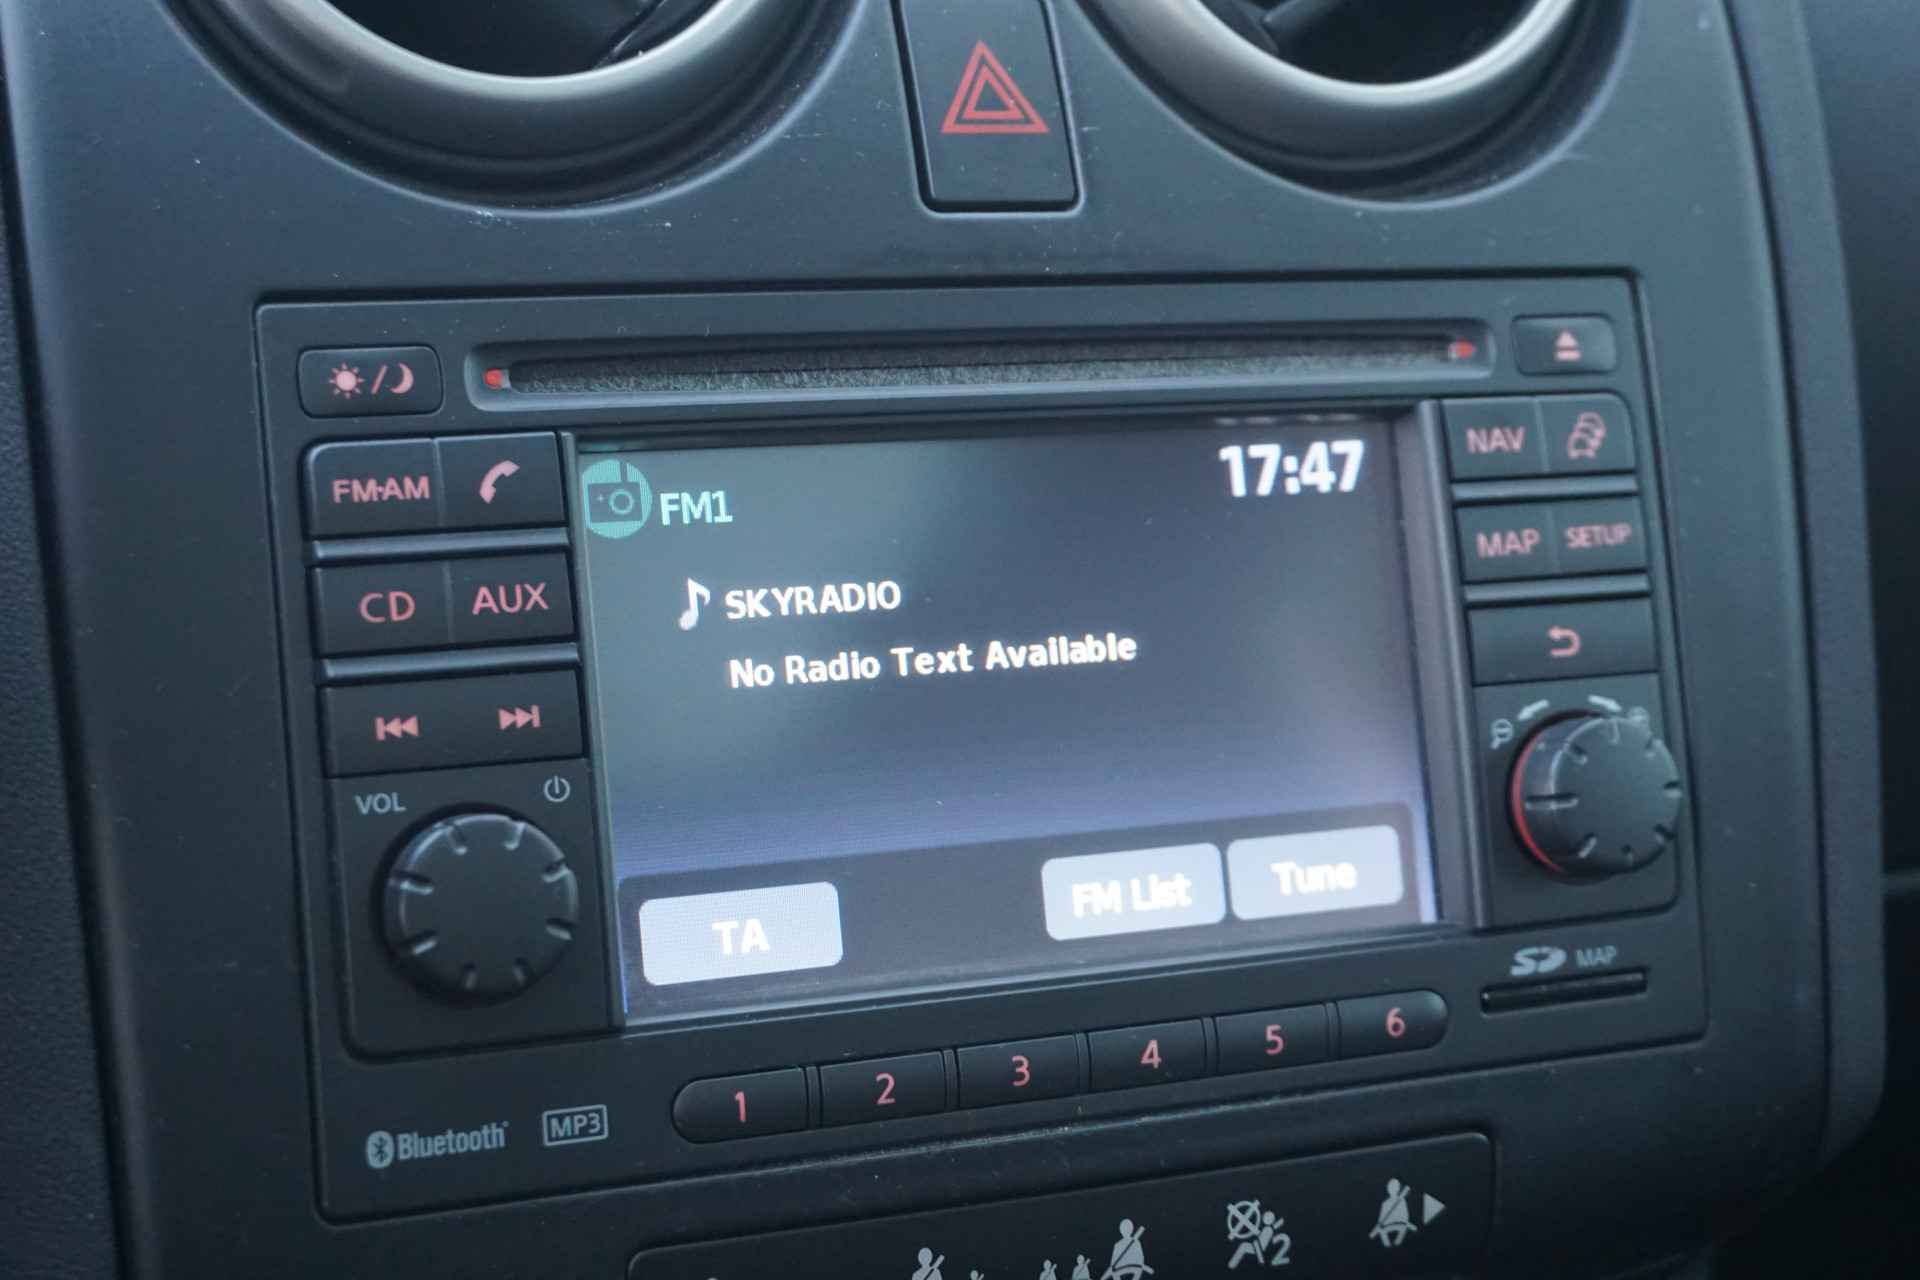 17:47
FM1
FM·AM
NAV
MAP
SETUP
CD
AUX
SKYRADIO
No Radio Text Available
VOL
TA
FM List
Tune
SD MAP
1
2
3
4
5
6
Bluetooth
MP3
2